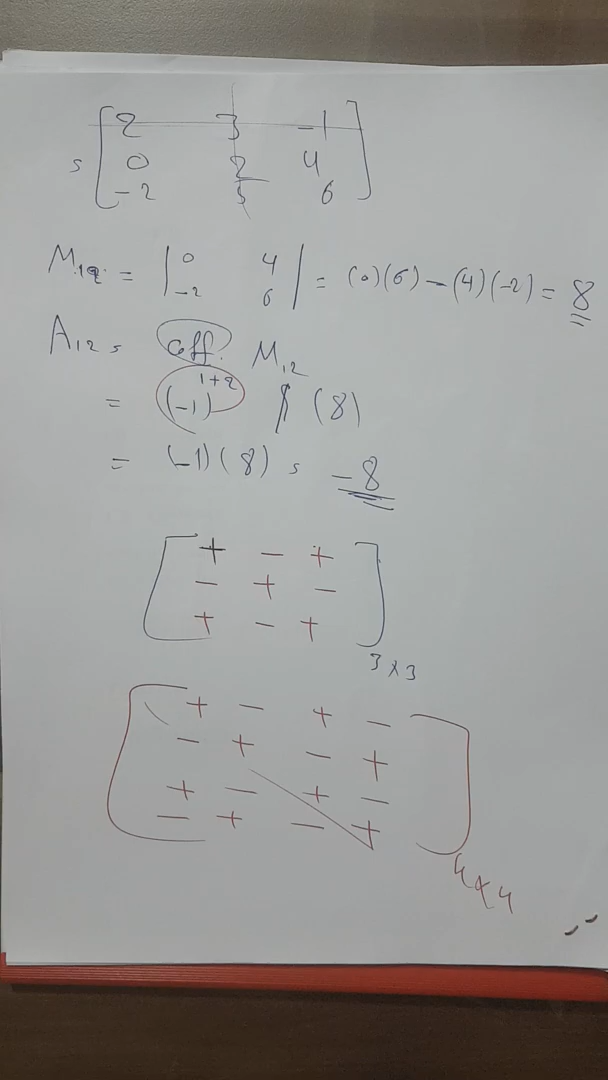 [ 2 3 -1
s 0 2 4
-2 5 6 ]
M12 = | 0 4
-2 6 | = (0)(6) - (4)(-2) = 8
A12 s coff. M12
= (-1)^1+2 (8)
= (-1)(8) s -8
[ + - +
- + -
+ - + ] 3x3
[ + - + -
- + - +
+ - + -
- + - + ] 4x4